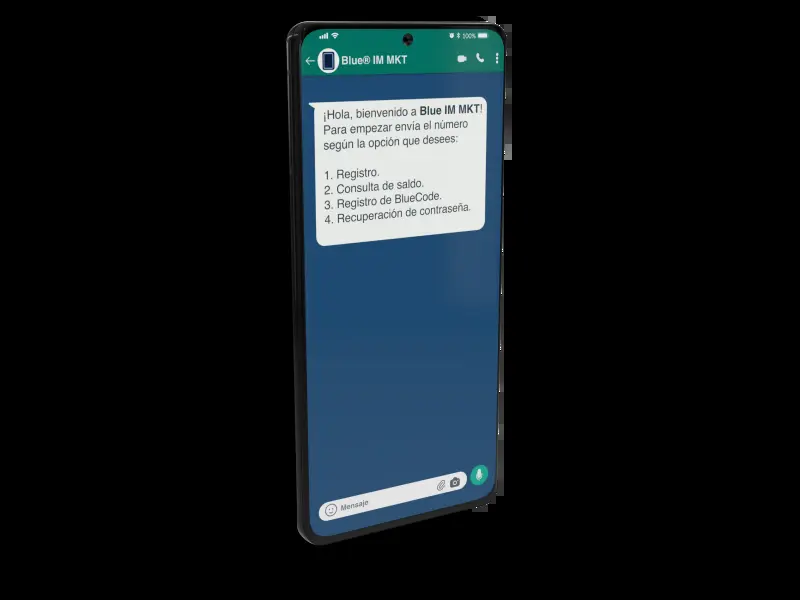 100%
Blue® IM MKT
¡Hola, bienvenido a Blue IM MKT!
Para empezar envía el número
según la opción que desees:
1. Registro.
2. Consulta de saldo.
3. Registro de BlueCode.
4. Recuperación de contraseña.
Mensaje